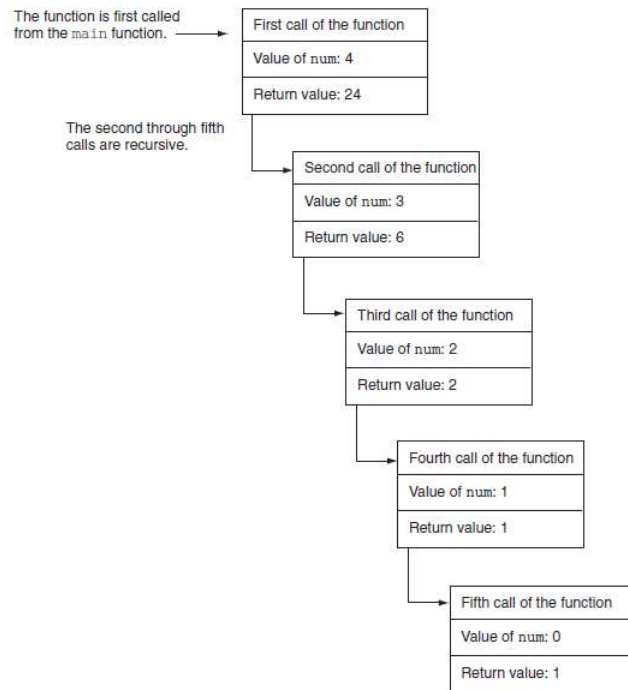 The function is first called
from the main function.
First call of the function
Value of num: 4
Return value: 24
The second through fifth
calls are recursive.
Second call of the function
Value of num: 3
Return value: 6
Third call of the function
Value of num: 2
Return value: 2
Fourth call of the function
Value of num: 1
Return value: 1
Fifth call of the function
Value of num: 0
Return value: 1